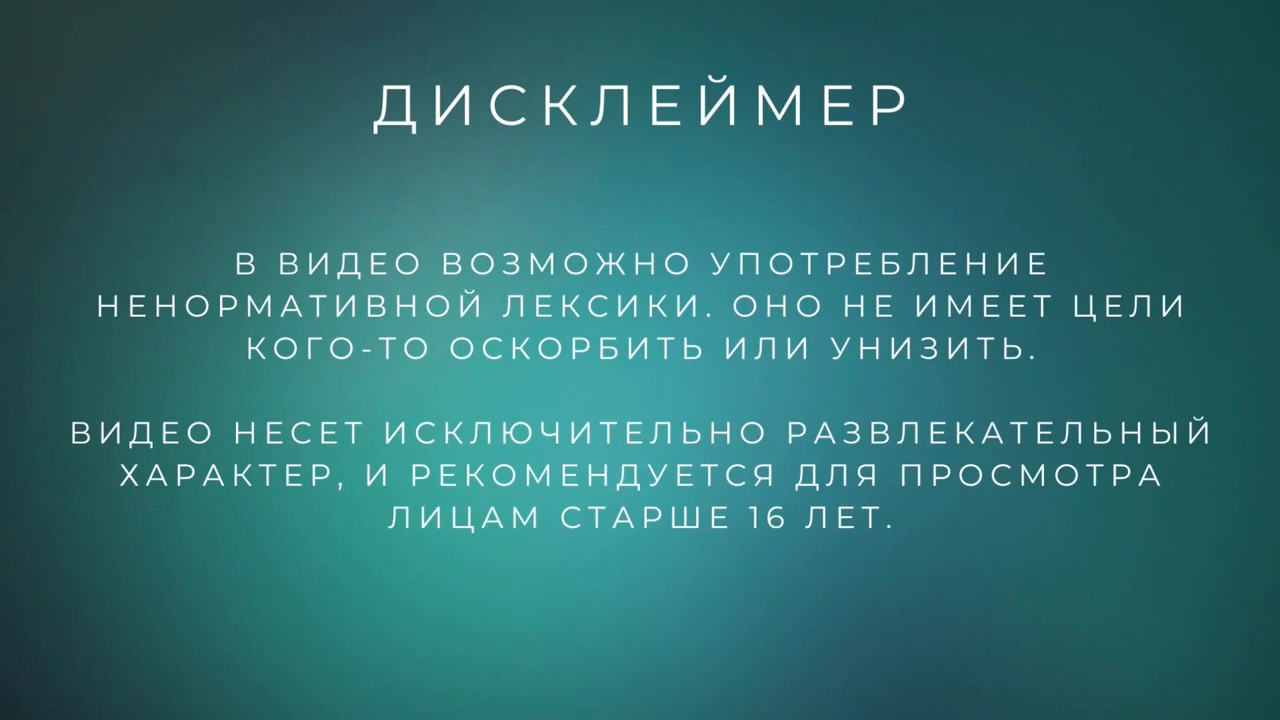 ДИСКЛЕЙМЕР
В ВИДЕО ВОЗМОЖНО УПОТРЕБЛЕНИЕ
НЕНОРМАТИВНОЙ ЛЕКСИКИ. ОНО НЕ ИМЕЕТ ЦЕЛИ
КОГО-ТО ОСКОРБИТЬ ИЛИ УНИЗИТЬ.
ВИДЕО НЕСЕТ ИСКЛЮЧИТЕЛЬНО РАЗВЛЕКАТЕЛЬНЫЙ
ХАРАКТЕР, И РЕКОМЕНДУЕТСЯ ДЛЯ ПРОСМОТРА
ЛИЦАМ СТАРШЕ 16 ЛЕТ.